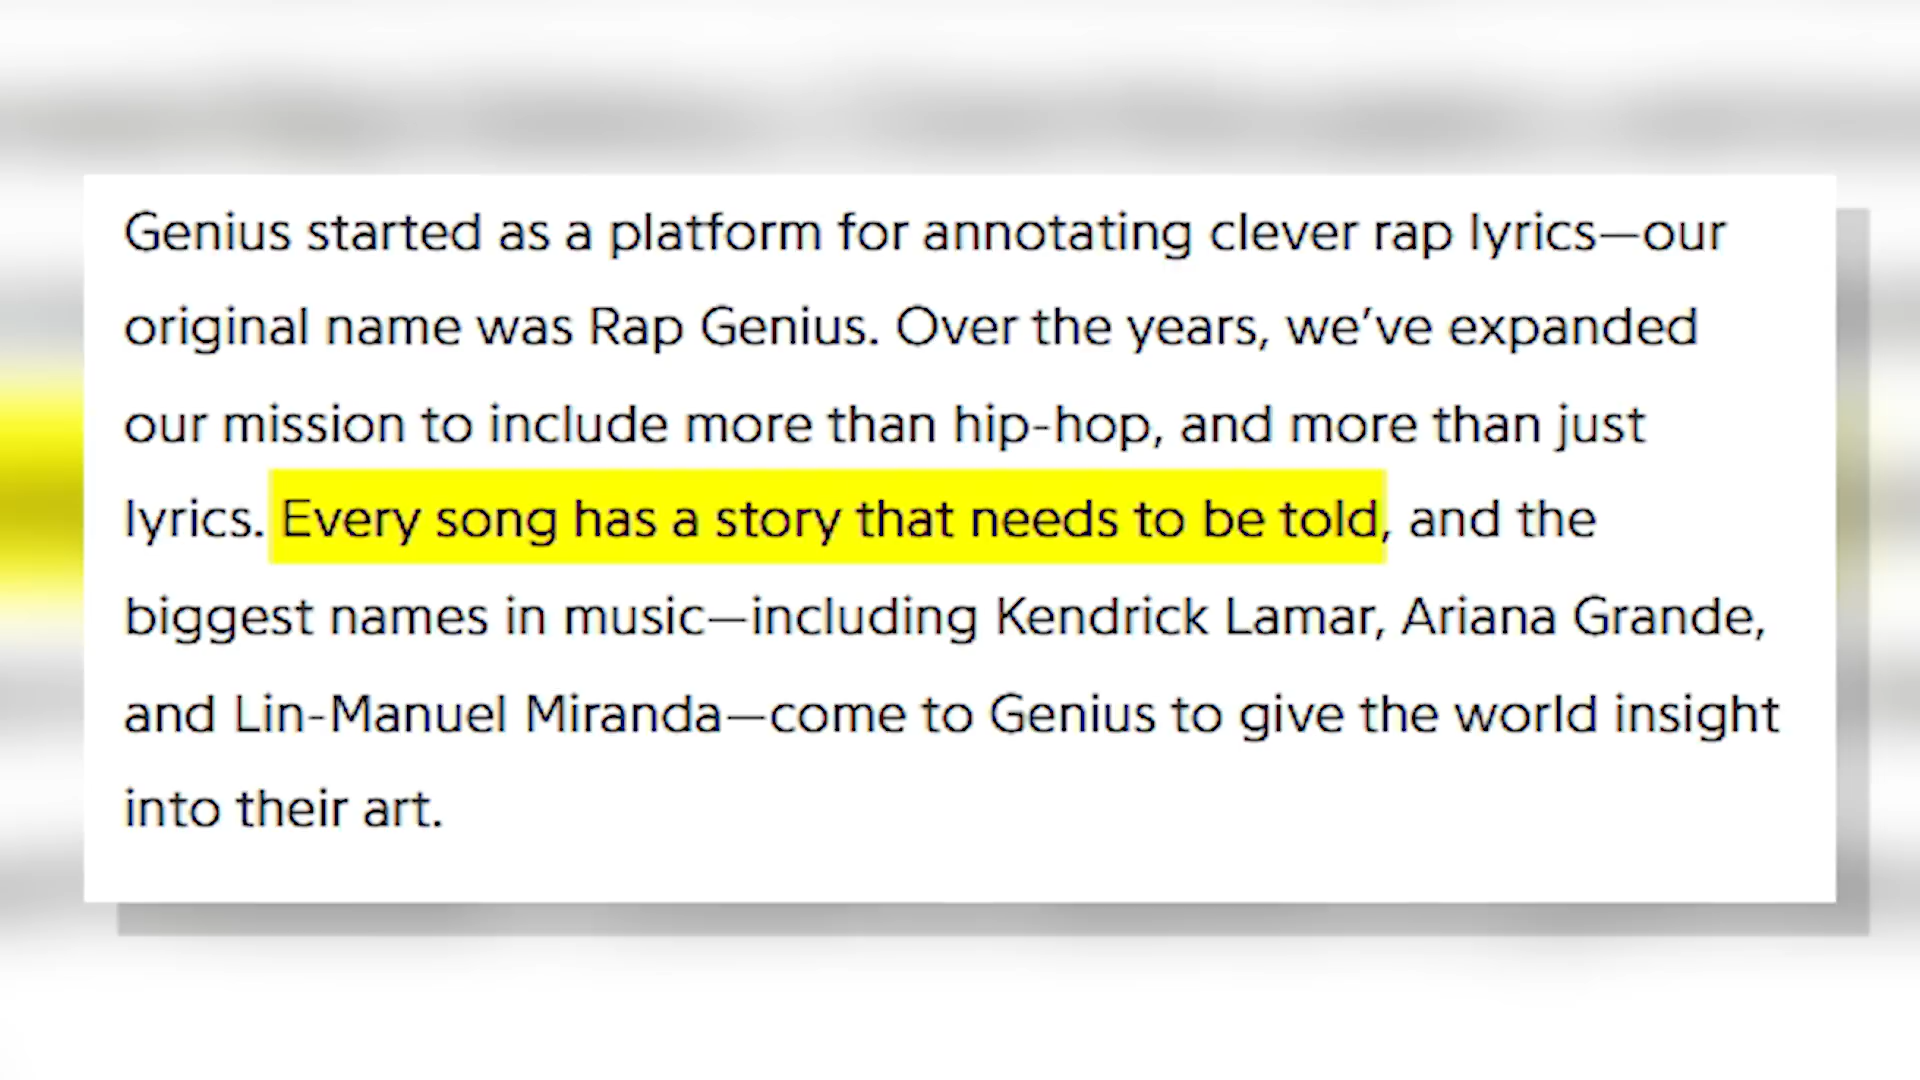 Genius started as a platform for annotating clever rap lyrics—our
original name was Rap Genius. Over the years, we’ve expanded
our mission to include more than hip-hop, and more than just
lyrics. Every song has a story that needs to be told, and the
biggest names in music—including Kendrick Lamar, Ariana Grande,
and Lin-Manuel Miranda—come to Genius to give the world insight
into their art.